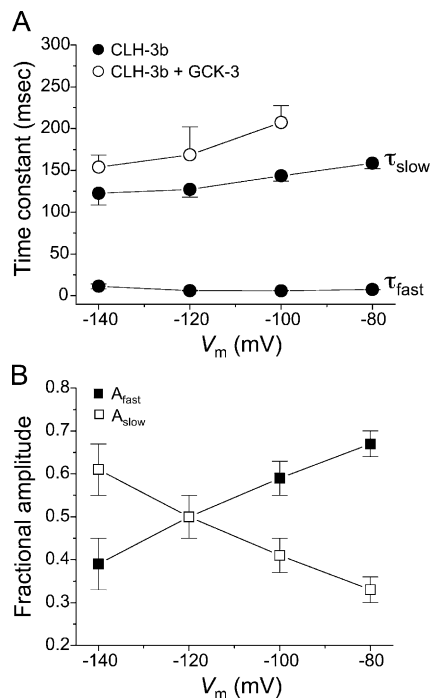 A
CLH-3b
CLH-3b + GCK-3
Time constant (msec)
300
250
200
150
100
50
0
τslow
τfast
-140 -120 -100 -80
Vm (mV)
B
Afast
Aslow
Fractional amplitude
0.8
0.7
0.6
0.5
0.4
0.3
0.2
-140 -120 -100 -80
Vm (mV)